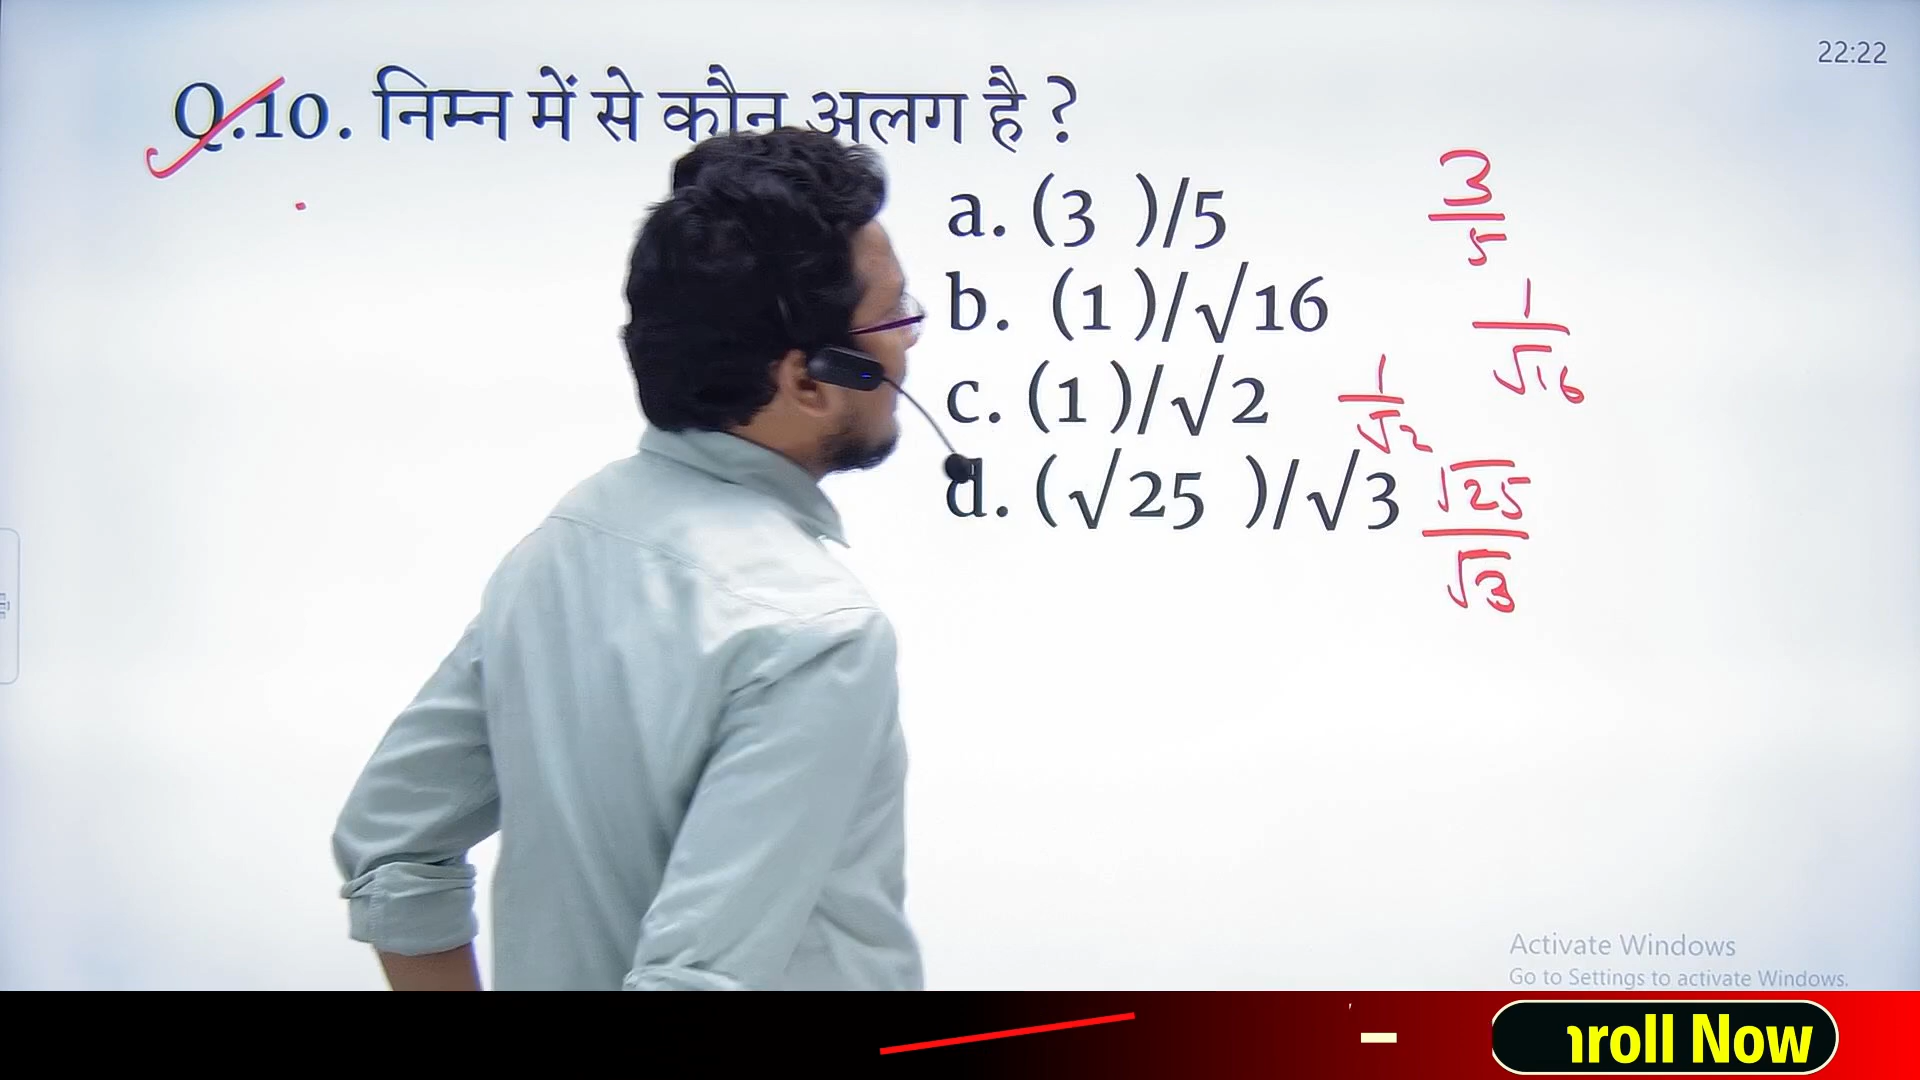 22:22
Q.10. निम्न में से कौन अलग है ?
a. (3 )/5
3
5
b. (1 )/√16
1
√16
c. (1 )/√2
1
√2
d. (√25 )/√3
√25
√3
Activate Windows
Go to Settings to activate Windows.
nroll Now